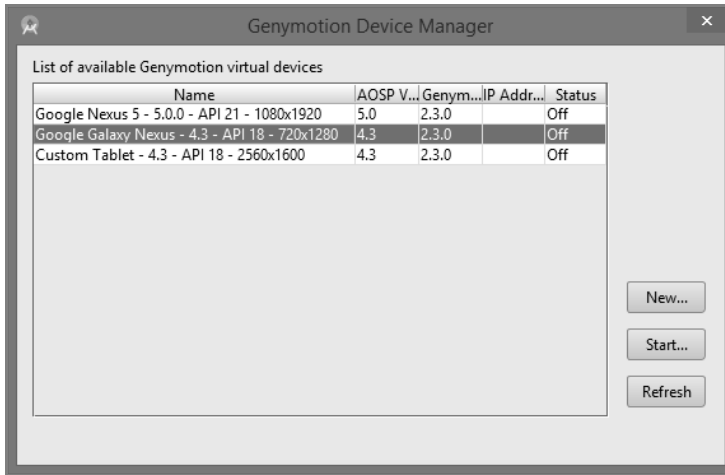 Genymotion Device Manager
List of available Genymotion virtual devices
Name AOSP V... Genym... IP Addr... Status
Google Nexus 5 - 5.0.0 - API 21 - 1080x1920 5.0 2.3.0 Off
Google Galaxy Nexus - 4.3 - API 18 - 720x1280 4.3 2.3.0 Off
Custom Tablet - 4.3 - API 18 - 2560x1600 4.3 2.3.0 Off
New...
Start...
Refresh